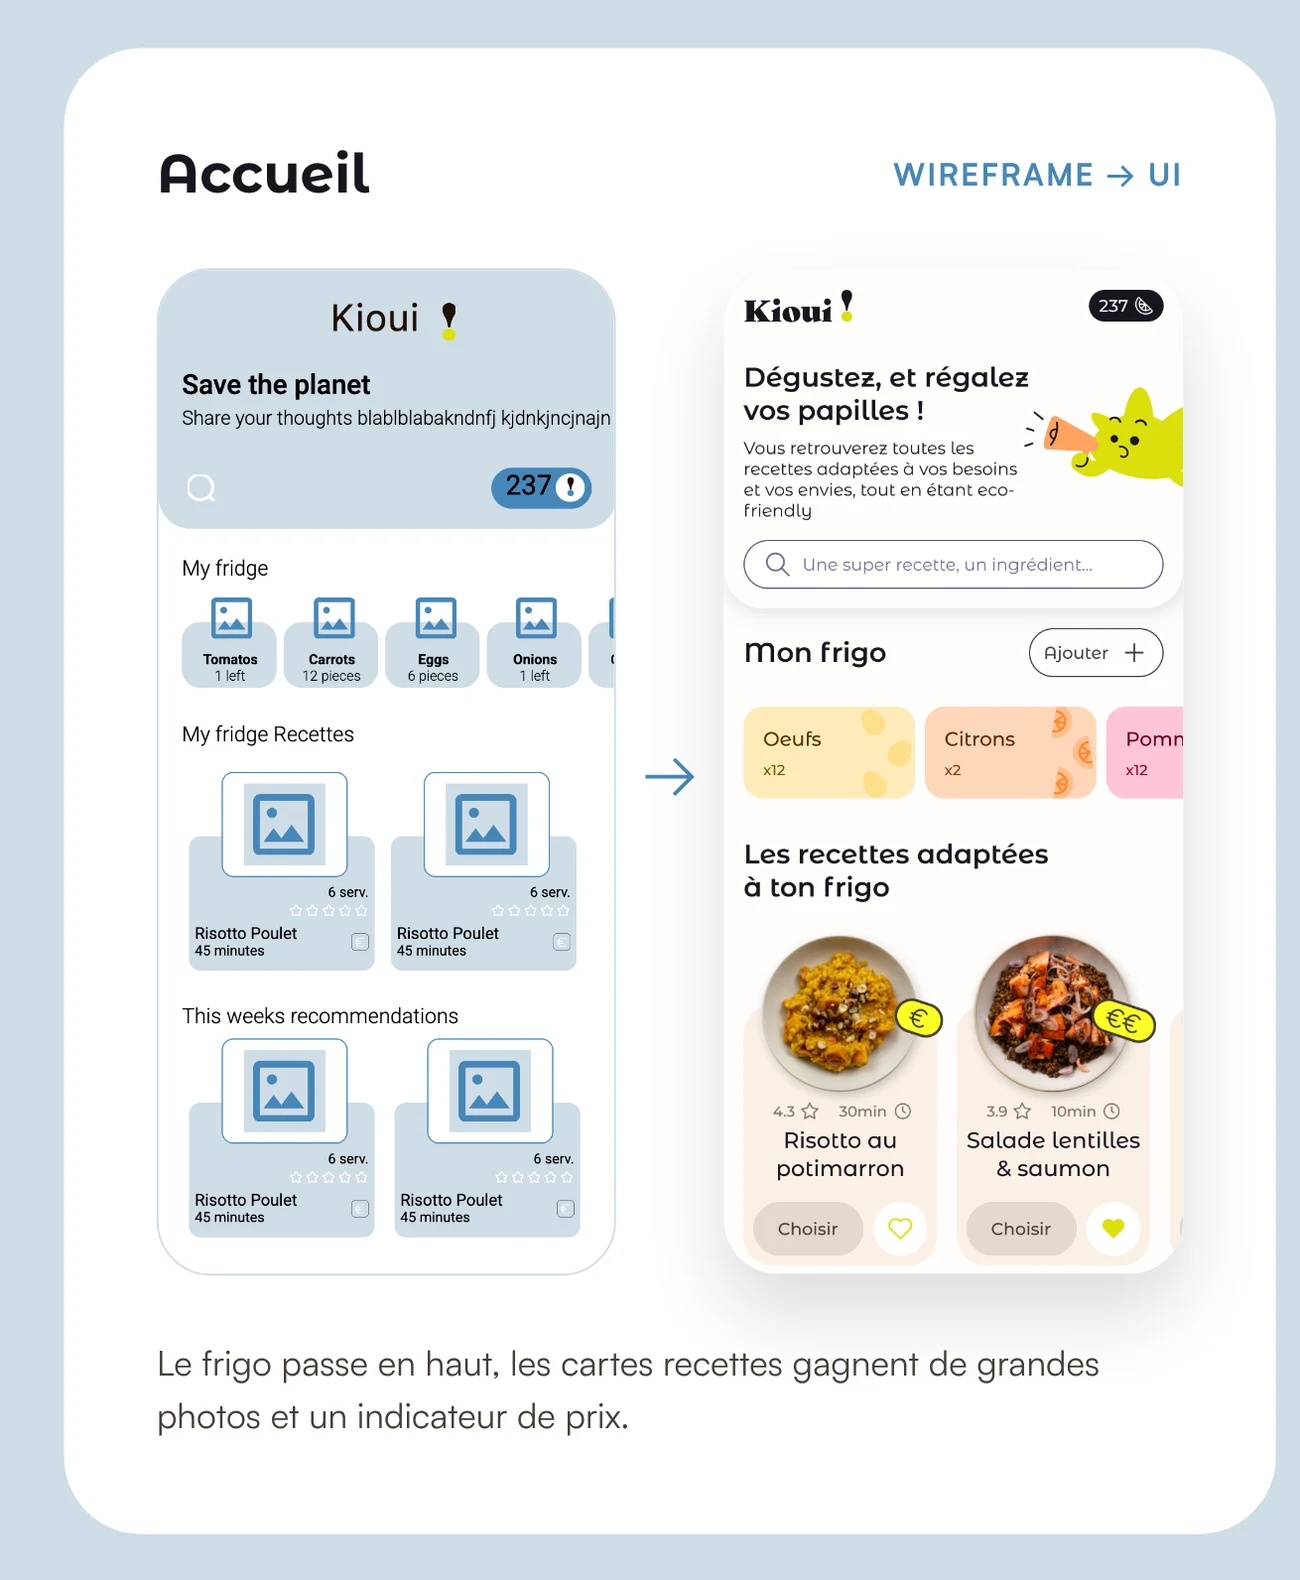 Accueil
WIREFRAME → UI
Kioui !
Save the planet
Share your thoughts blablblabakndnfj kjdnkjncjnajn
237 !
My fridge
Tomatos
1 left
Carrots
12 pieces
Eggs
6 pieces
Onions
1 left
My fridge Recettes
6 serv.
Risotto Poulet
45 minutes
€
6 serv.
Risotto Poulet
45 minutes
€
This weeks recommendations
6 serv.
Risotto Poulet
45 minutes
€
6 serv.
Risotto Poulet
45 minutes
€
Kioui !
237
Dégustez, et régalez
vos papilles !
Vous retrouverez toutes les
recettes adaptées à vos besoins
et vos envies, tout en étant eco-
friendly
Une super recette, un ingrédient...
Mon frigo
Ajouter +
Oeufs
x12
Citrons
x2
Pomm
x12
Les recettes adaptées
à ton frigo
€
4.3 30min
Risotto au
potimarron
Choisir
€€
3.9 10min
Salade lentilles
& saumon
Choisir
Le frigo passe en haut, les cartes recettes gagnent de grandes
photos et un indicateur de prix.